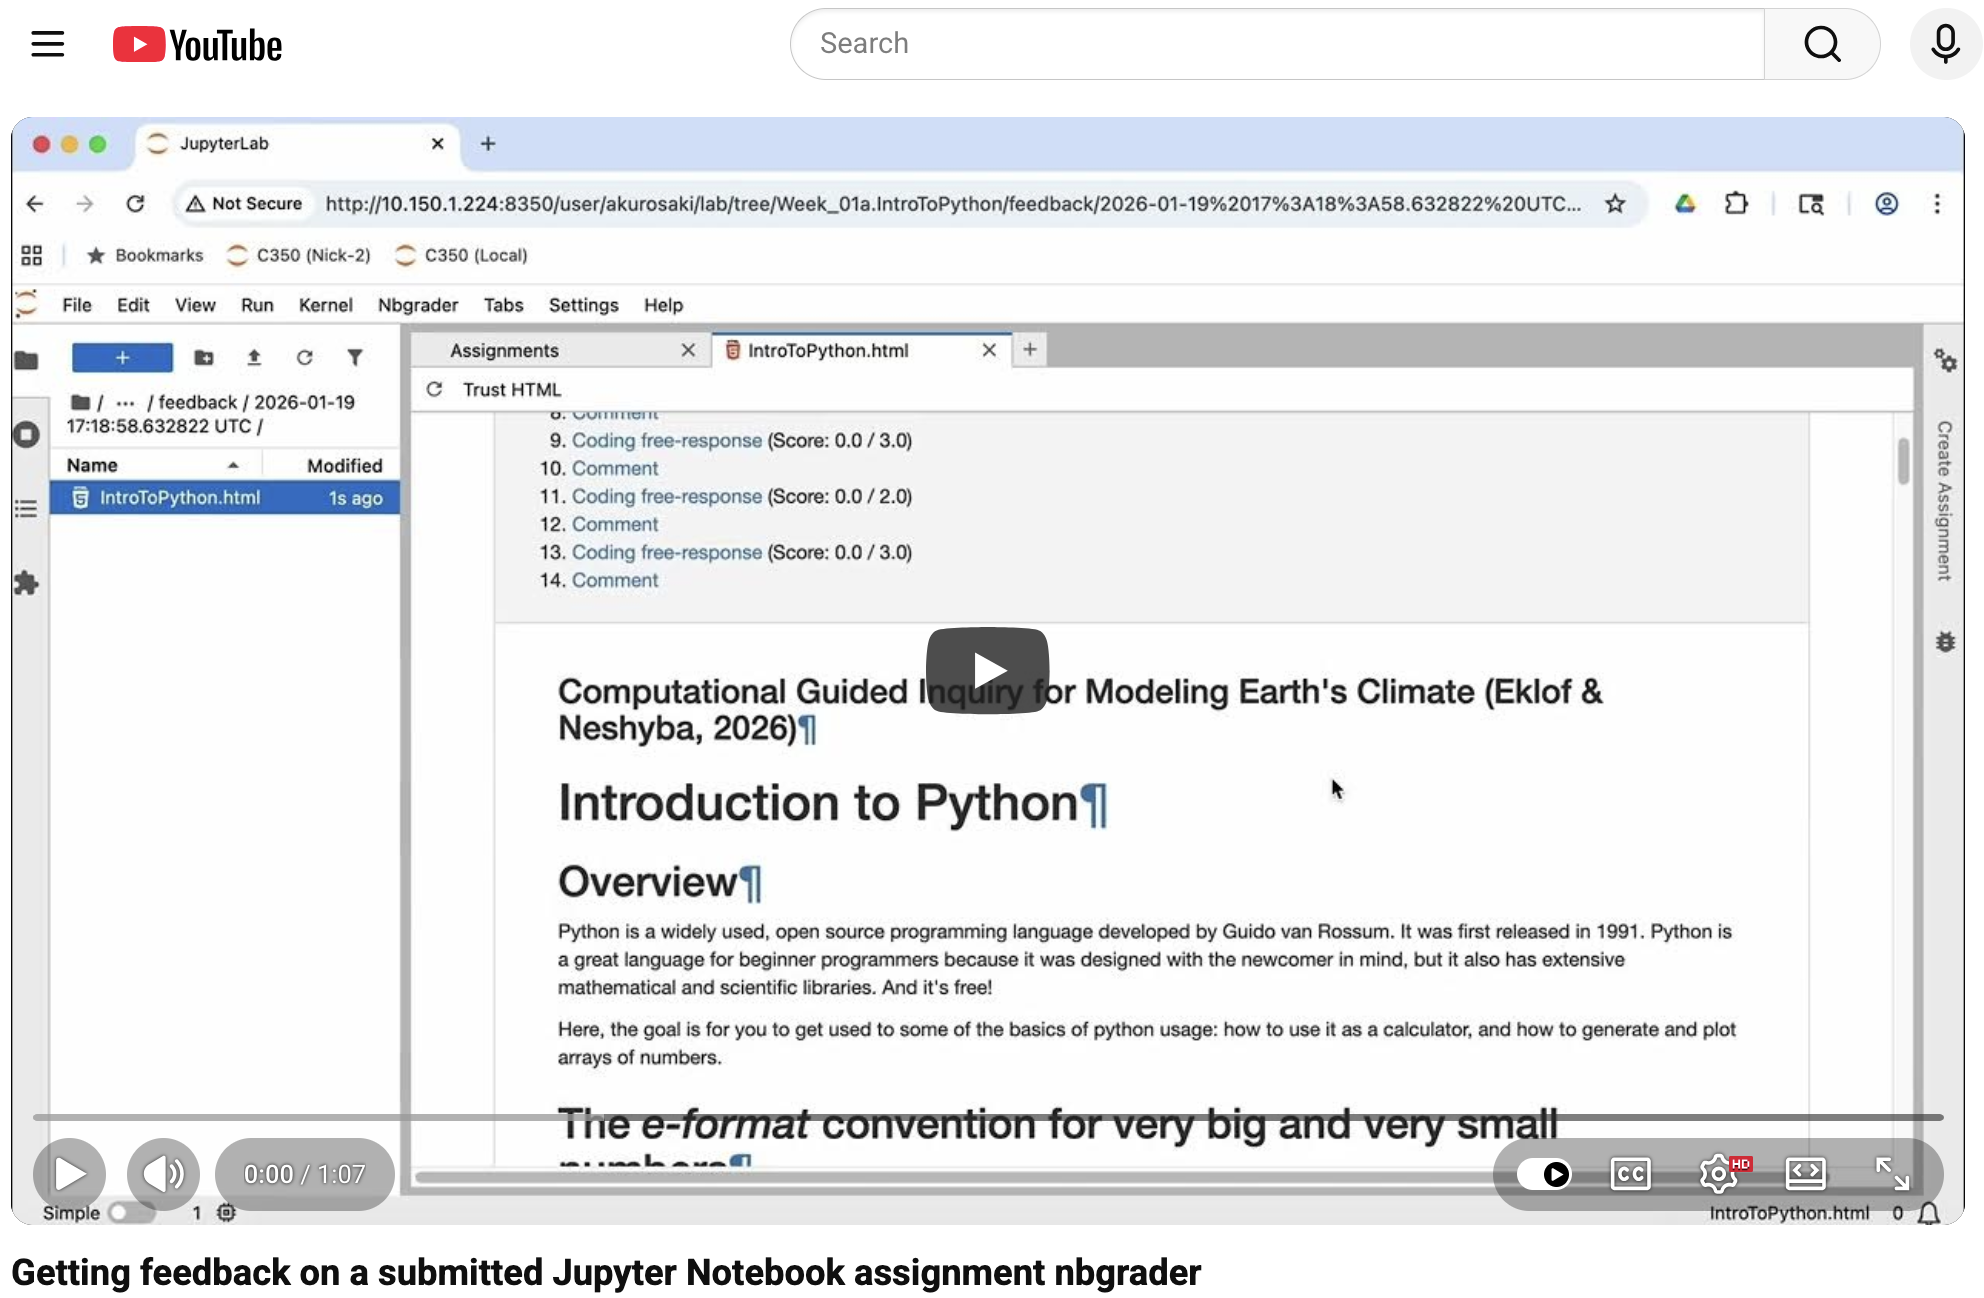 YouTube
Search
JupyterLab
Not Secure http://10.150.1.224:8350/user/akurosaki/lab/tree/Week_01a.IntroToPython/feedback/2026-01-19%2017%3A18%3A58.632822%20UTC...
Bookmarks C350 (Nick-2) C350 (Local)
File Edit View Run Kernel Nbgrader Tabs Settings Help
Assignments IntroToPython.html
Trust HTML
/ ··· / feedback / 2026-01-19
17:18:58.632822 UTC /
Name Modified
IntroToPython.html 1s ago
8. Comment
9. Coding free-response (Score: 0.0 / 3.0)
10. Comment
11. Coding free-response (Score: 0.0 / 2.0)
12. Comment
13. Coding free-response (Score: 0.0 / 3.0)
14. Comment
Create Assignment
Computational Guided Inquiry for Modeling Earth's Climate (Eklof &
Neshyba, 2026)¶
Introduction to Python¶
Overview¶
Python is a widely used, open source programming language developed by Guido van Rossum. It was first released in 1991. Python is
a great language for beginner programmers because it was designed with the newcomer in mind, but it also has extensive
mathematical and scientific libraries. And it's free!
Here, the goal is for you to get used to some of the basics of python usage: how to use it as a calculator, and how to generate and plot
arrays of numbers.
The e-format convention for very big and very small
numbers¶
0:00 / 1:07
CC
HD
Simple 1
IntroToPython.html 0
Getting feedback on a submitted Jupyter Notebook assignment nbgrader